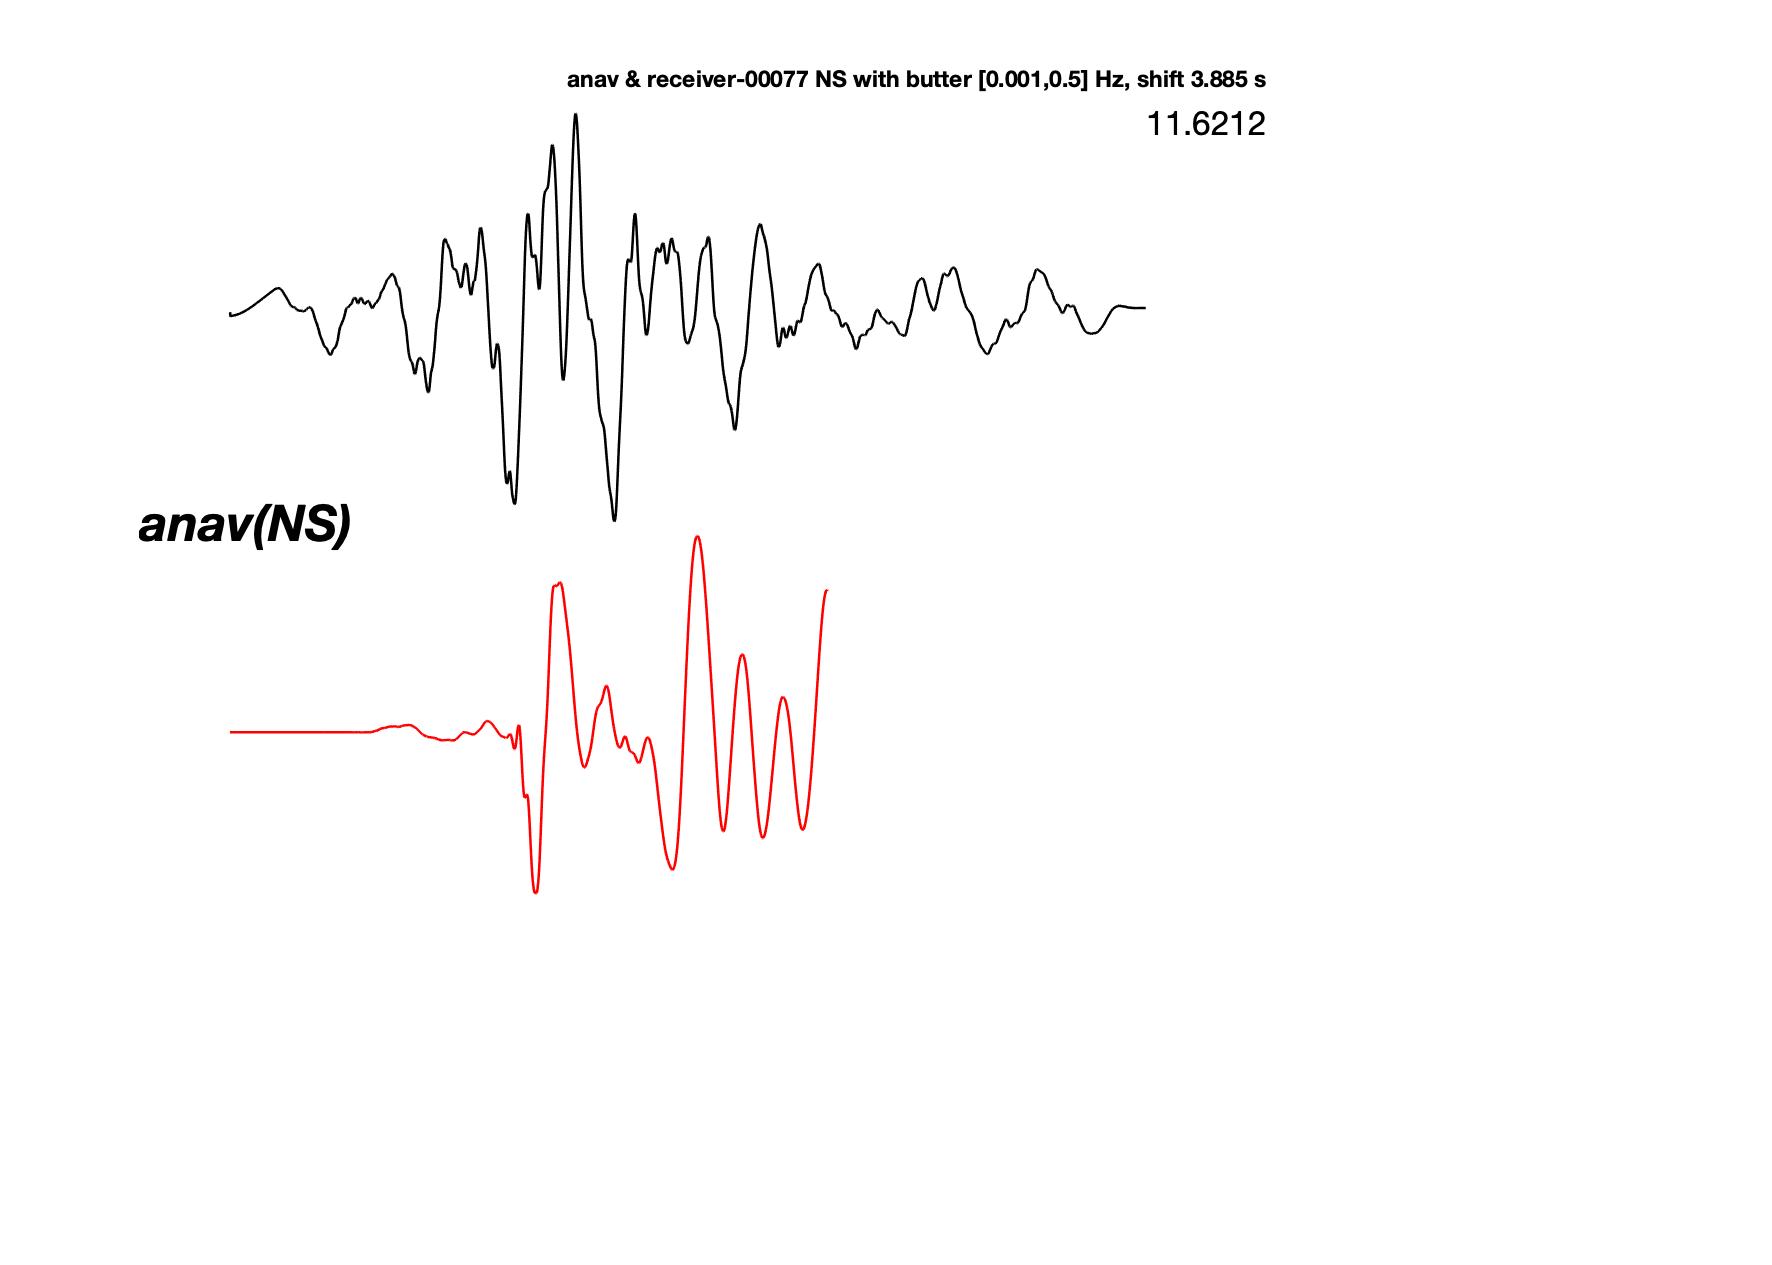 anav & receiver-00077 NS with butter [0.001,0.5] Hz, shift 3.885 s
11.6212
anav(NS)